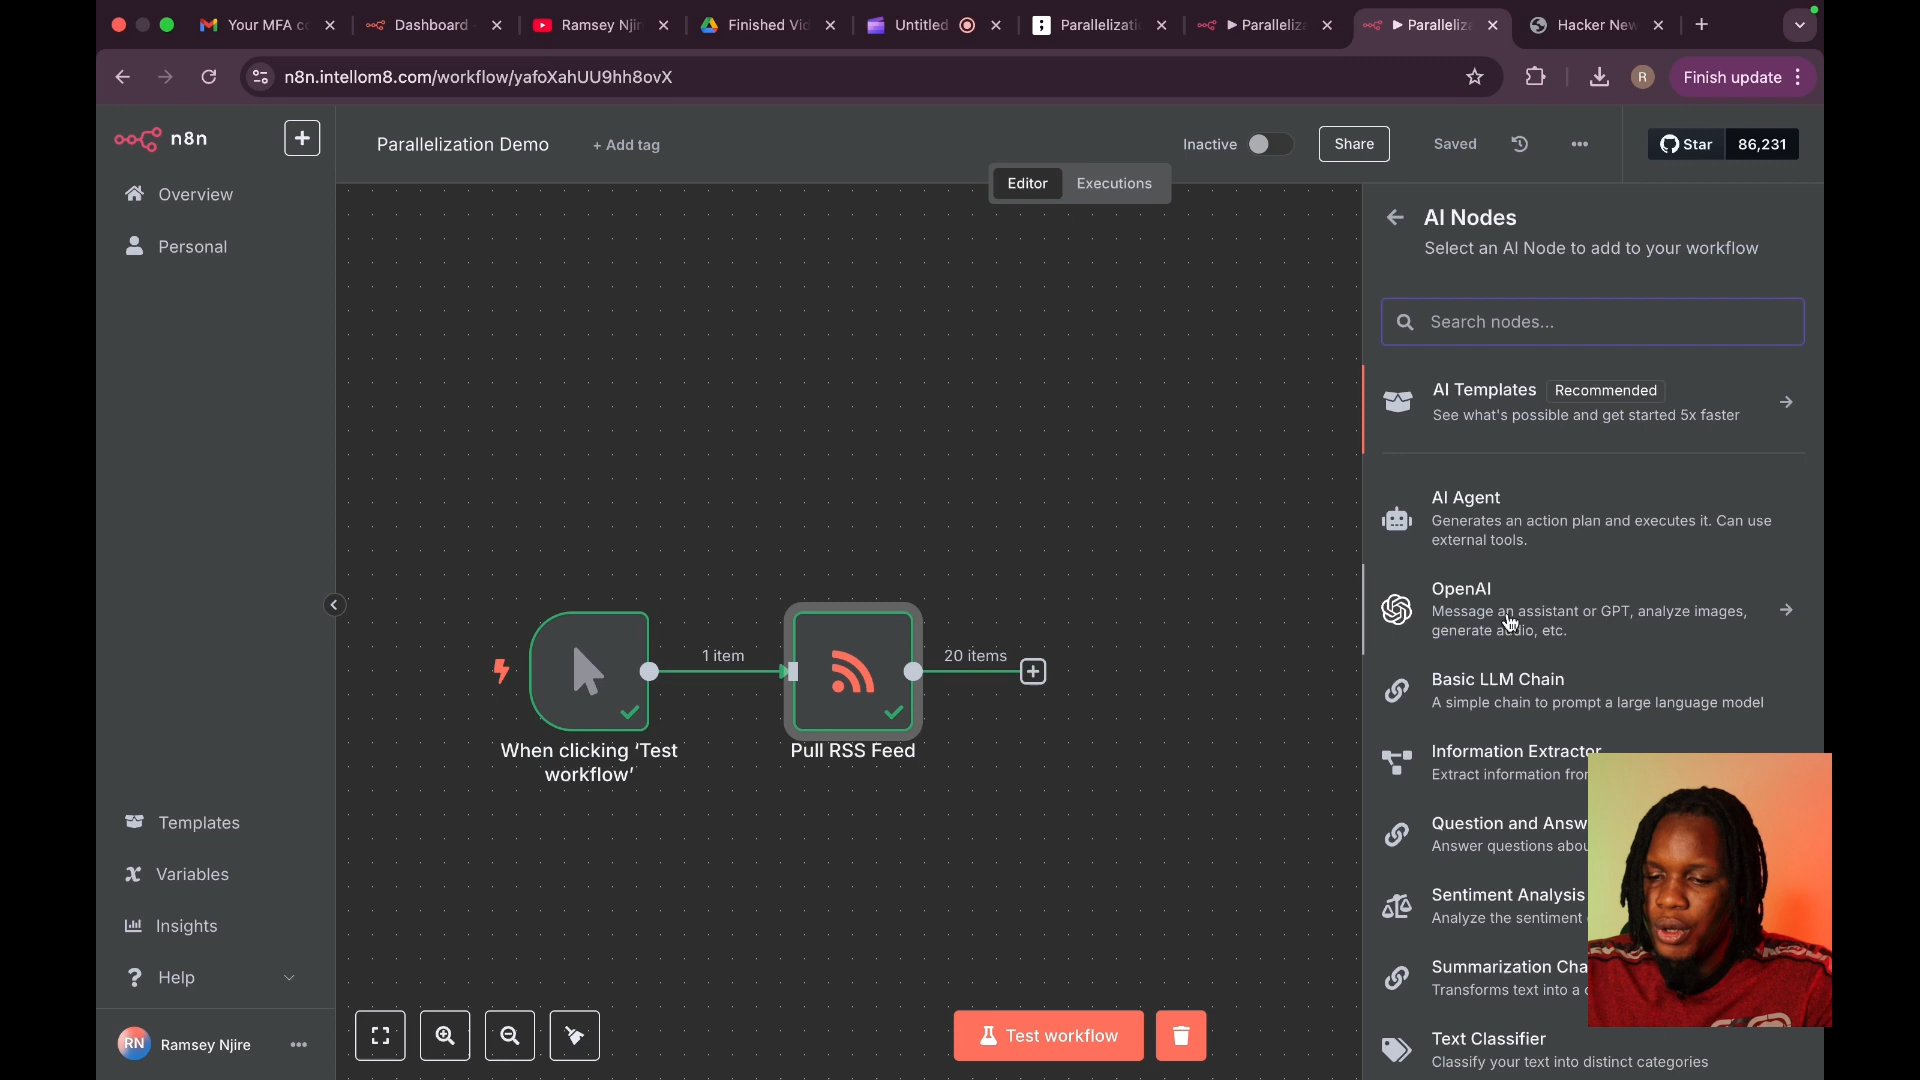 Your MFA c
Dashboard
Ramsey Njir
Finished Vid
Untitled
Parallelizati
▶ Paralleliza
▶ Paralleliz
Hacker New
n8n.intellom8.com/workflow/yafoXahUU9hh8ovX
R
Finish update
n8n
Parallelization Demo
+ Add tag
Inactive
Share
Saved
Star
86,231
Editor
Executions
Overview
Personal
AI Nodes
Select an AI Node to add to your workflow
Search nodes...
AI Templates
Recommended
See what's possible and get started 5x faster
AI Agent
Generates an action plan and executes it. Can use
external tools.
OpenAI
Message an assistant or GPT, analyze images,
generate audio, etc.
Basic LLM Chain
A simple chain to prompt a large language model
Information Extractor
Extract information fro
Question and Answ
Answer questions abou
Sentiment Analysis
Analyze the sentiment
Summarization Cha
Transforms text into a c
Text Classifier
Classify your text into distinct categories
1 item
20 items
When clicking ‘Test
workflow’
Pull RSS Feed
Templates
Variables
Insights
Help
RN
Ramsey Njire
Test workflow